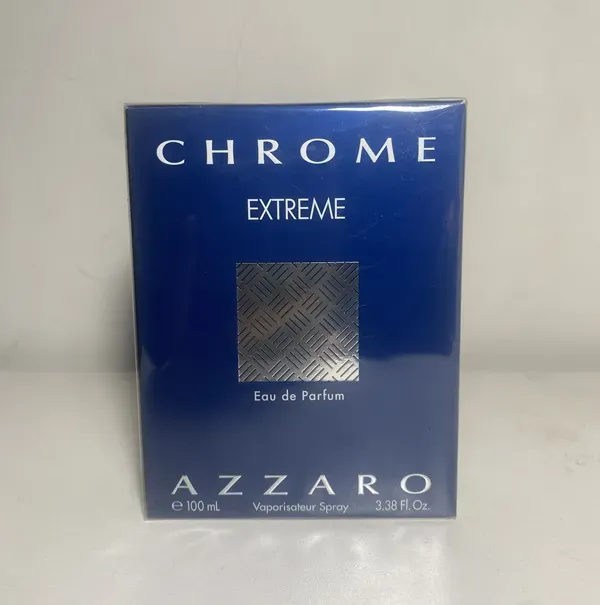 CHROME
EXTREME
Eau de Parfum
AZZARO
℮ 100 mL Vaporisateur Spray 3.38 Fl. Oz.